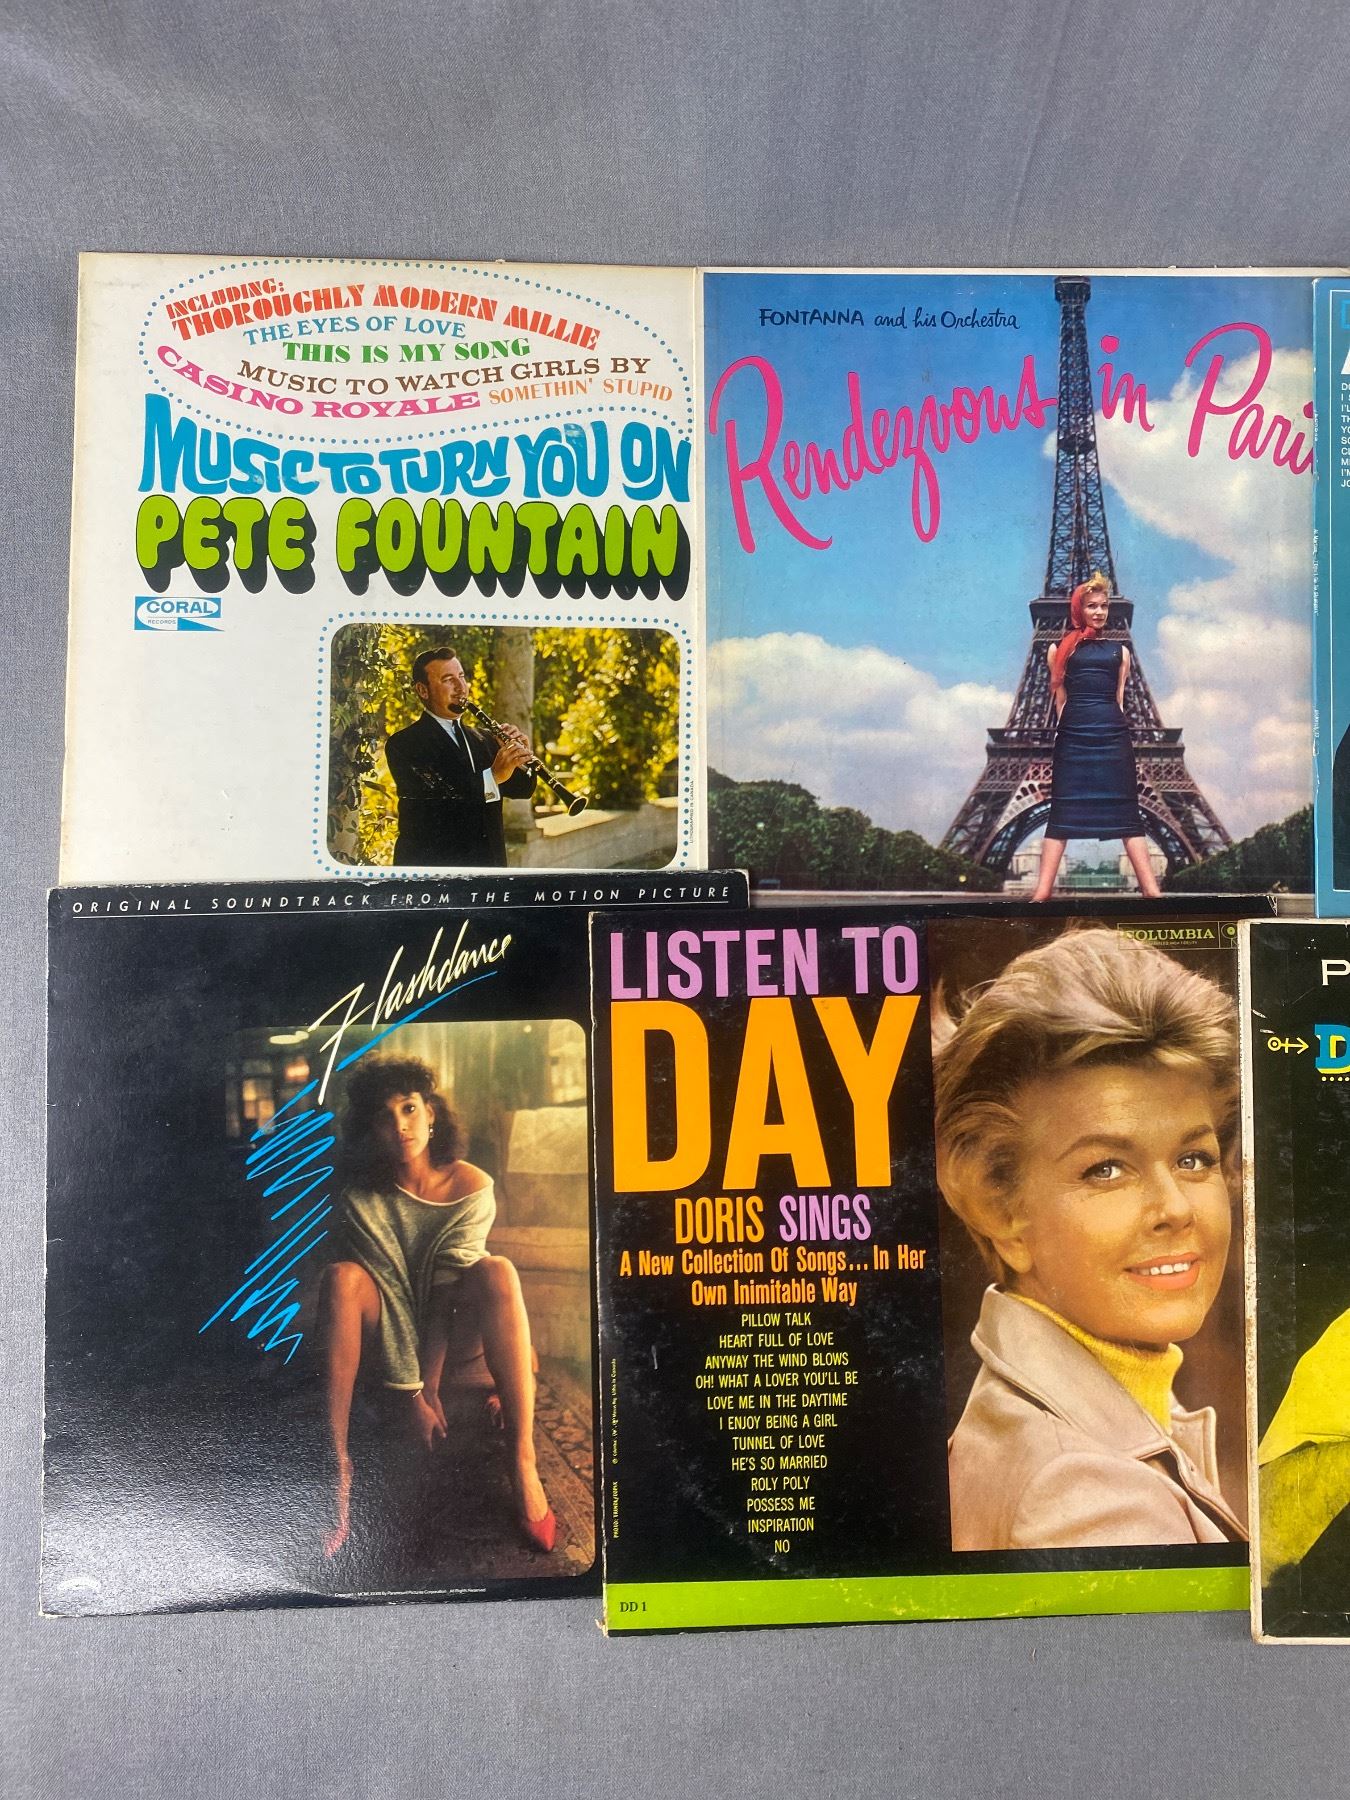 INCLUDING:
THOROUGHLY MODERN MILLIE
THE EYES OF LOVE
THIS IS MY SONG
MUSIC TO WATCH GIRLS BY
CASINO ROYALE SOMETHIN' STUPID
MUSIC TO TURN YOU ON
PETE FOUNTAIN
CORAL
RECORDS
LITHOGRAPHED IN CANADA
FONTANNA and his Orchestra
Rendezvous in Pari
ORIGINAL SOUNDTRACK FROM THE MOTION PICTURE
Flashdance
LISTEN TO
DAY
DORIS SINGS
A New Collection Of Songs... In Her
Own Inimitable Way
PILLOW TALK
HEART FULL OF LOVE
ANYWAY THE WIND BLOWS
OH! WHAT A LOVER YOU'LL BE
LOVE ME IN THE DAYTIME
I ENJOY BEING A GIRL
TUNNEL OF LOVE
HE'S SO MARRIED
ROLY POLY
POSSESS ME
INSPIRATION
NO
DD 1
COLUMBIA
P
D